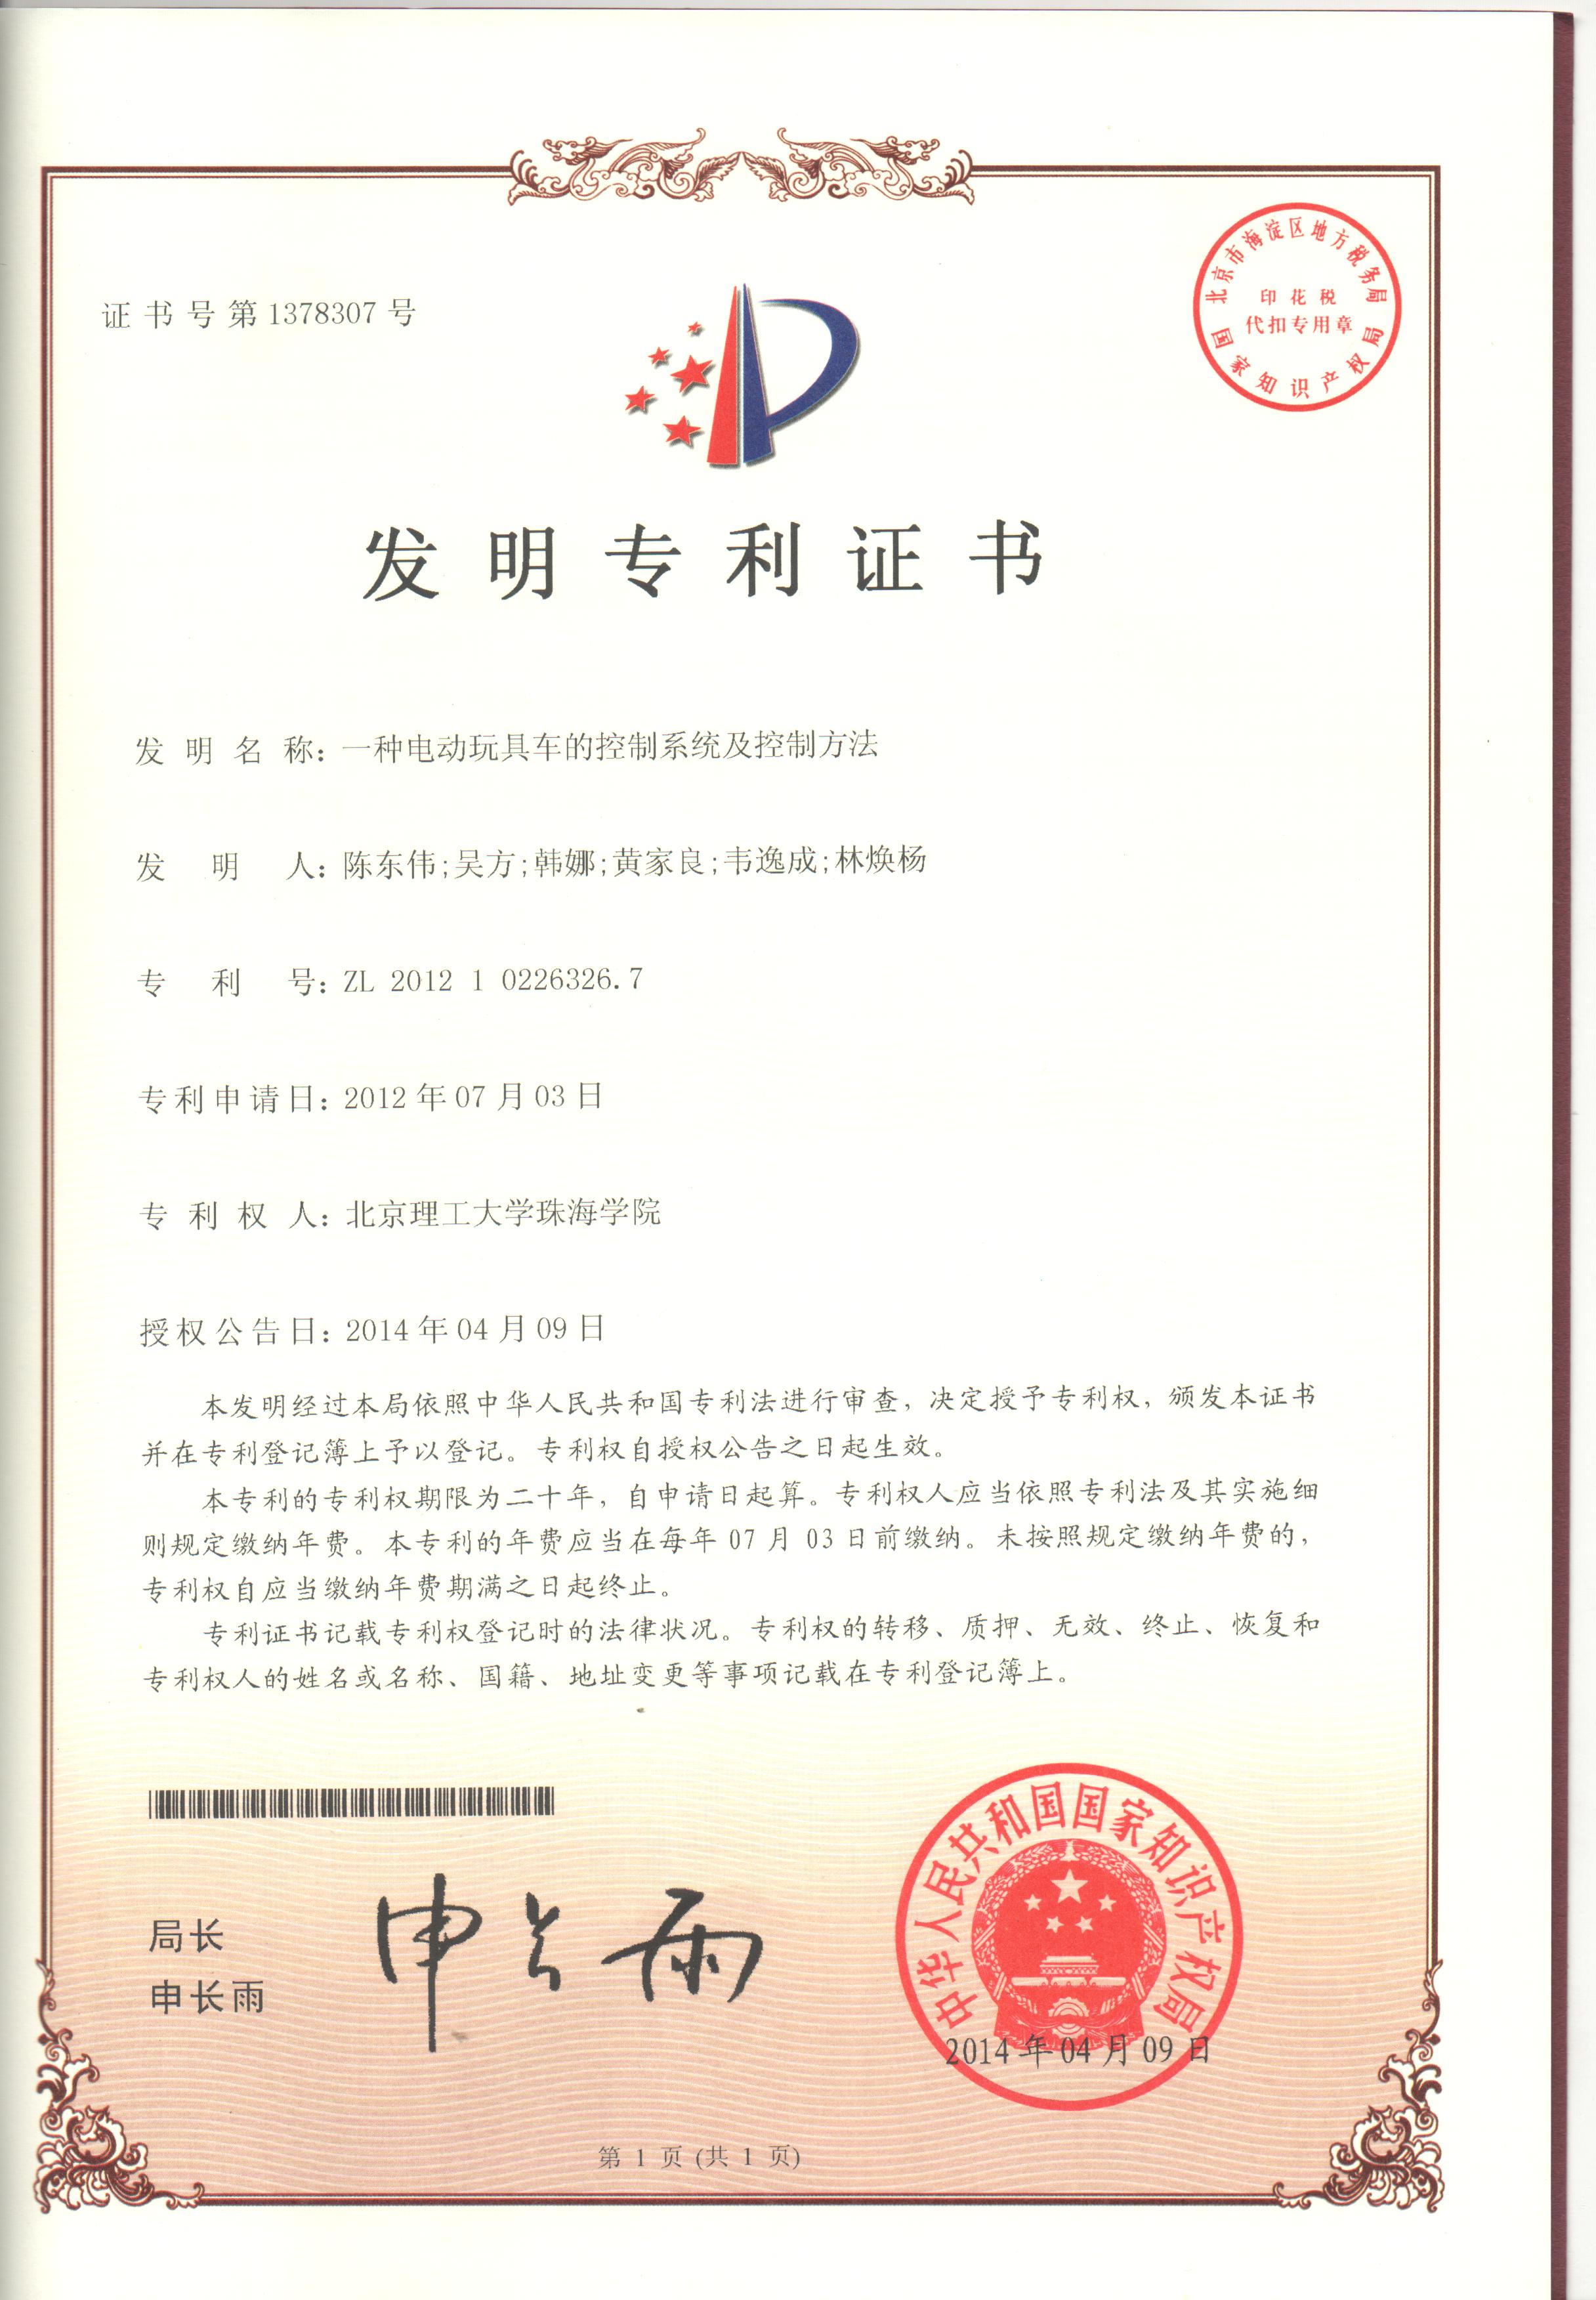 证书号第1378307号
北京市海淀区地方税务局
印花税
代扣专用章
国家知识产权局
发明专利证书
发明名称：一种电动玩具车的控制系统及控制方法
发明人：陈东伟;吴方;韩娜;黄家良;韦逸成;林焕杨
专利号：ZL 2012 1 0226326.7
专利申请日：2012年07月03日
专利权人：北京理工大学珠海学院
授权公告日：2014年04月09日
本发明经过本局依照中华人民共和国专利法进行审查，决定授予专利权，颁发本证书
并在专利登记簿上予以登记。专利权自授权公告之日起生效。
本专利的专利权期限为二十年，自申请日起算。专利权人应当依照专利法及其实施细
则规定缴纳年费。本专利的年费应当在每年07月03日前缴纳。未按照规定缴纳年费的，
专利权自应当缴纳年费期满之日起终止。
专利证书记载专利权登记时的法律状况。专利权的转移、质押、无效、终止、恢复和
专利权人的姓名或名称、国籍、地址变更等事项记载在专利登记簿上。
局长
申长雨
申长雨
中华人民共和国国家知识产权局
2014年04月09日
第 1 页 (共 1 页)